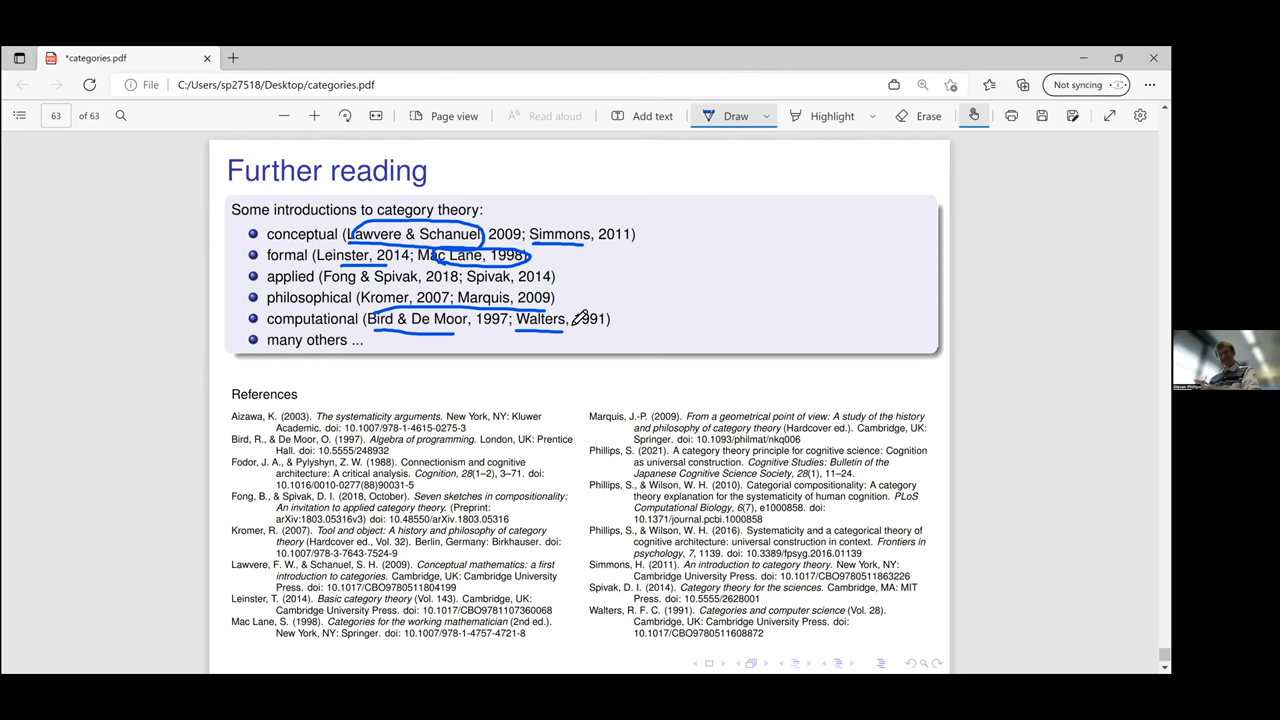 *categories.pdf
File C:/Users/sp27518/Desktop/categories.pdf Not syncing
63 of 63 Page view Read aloud Add text Draw Highlight Erase
Further reading
Some introductions to category theory:
conceptual (Lawvere & Schanuel, 2009; Simmons, 2011)
formal (Leinster, 2014; Mac Lane, 1998)
applied (Fong & Spivak, 2018; Spivak, 2014)
philosophical (Kromer, 2007; Marquis, 2009)
computational (Bird & De Moor, 1997; Walters, 1991)
many others ...
References
Aizawa, K. (2003). The systematicity arguments. New York, NY: Kluwer
Academic. doi: 10.1007/978-1-4615-0275-3
Bird, R., & De Moor, O. (1997). Algebra of programming. London, UK: Prentice
Hall. doi: 10.5555/248932
Fodor, J. A., & Pylyshyn, Z. W. (1988). Connectionism and cognitive
architecture: A critical analysis. Cognition, 28(1–2), 3–71. doi:
10.1016/0010-0277(88)90031-5
Fong, B., & Spivak, D. I. (2018, October). Seven sketches in compositionality:
An invitation to applied category theory. (Preprint:
arXiv:1803.05316v3) doi: 10.48550/arXiv.1803.05316
Kromer, R. (2007). Tool and object: A history and philosophy of category
theory (Hardcover ed., Vol. 32). Berlin, Germany: Birkhauser. doi:
10.1007/978-3-7643-7524-9
Lawvere, F. W., & Schanuel, S. H. (2009). Conceptual mathematics: a first
introduction to categories. Cambridge, UK: Cambridge University
Press. doi: 10.1017/CBO9780511804199
Leinster, T. (2014). Basic category theory (Vol. 143). Cambridge, UK:
Cambridge University Press. doi: 10.1017/CBO9781107360068
Mac Lane, S. (1998). Categories for the working mathematician (2nd ed.).
New York, NY: Springer. doi: 10.1007/978-1-4757-4721-8
Marquis, J.-P. (2009). From a geometrical point of view: A study of the history
and philosophy of category theory (Hardcover ed.). Cambridge, UK:
Springer. doi: 10.1093/philmat/nkq006
Phillips, S. (2021). A category theory principle for cognitive science: Cognition
as universal construction. Cognitive Studies: Bulletin of the
Japanese Cognitive Science Society, 28(1), 11–24.
Phillips, S., & Wilson, W. H. (2010). Categorial compositionality: A category
theory explanation for the systematicity of human cognition. PLoS
Computational Biology, 6(7), e1000858. doi:
10.1371/journal.pcbi.1000858
Phillips, S., & Wilson, W. H. (2016). Systematicity and a categorical theory of
cognitive architecture: universal construction in context. Frontiers in
psychology, 7, 1139. doi: 10.3389/fpsyg.2016.01139
Simmons, H. (2011). An introduction to category theory. New York, NY:
Cambridge University Press. doi: 10.1017/CBO9780511863226
Spivak, D. I. (2014). Category theory for the sciences. Cambridge, MA: MIT
Press. doi: 10.5555/2628001
Walters, R. F. C. (1991). Categories and computer science (Vol. 28).
Cambridge, UK: Cambridge University Press. doi:
10.1017/CBO9780511608872
Steven Phillips